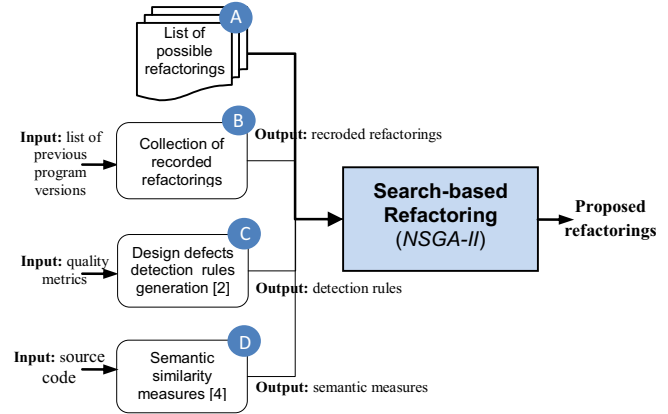 A
List of
possible
refactorings
B
Input: list of
previous
program
versions
Collection of
recorded
refactorings
Output: recroded refactorings
Search-based
Refactoring
(NSGA-II)
Proposed
refactorings
C
Input: quality
metrics
Design defects
detection rules
generation [2]
Output: detection rules
D
Input: source
code
Semantic
similarity
measures [4]
Output: semantic measures